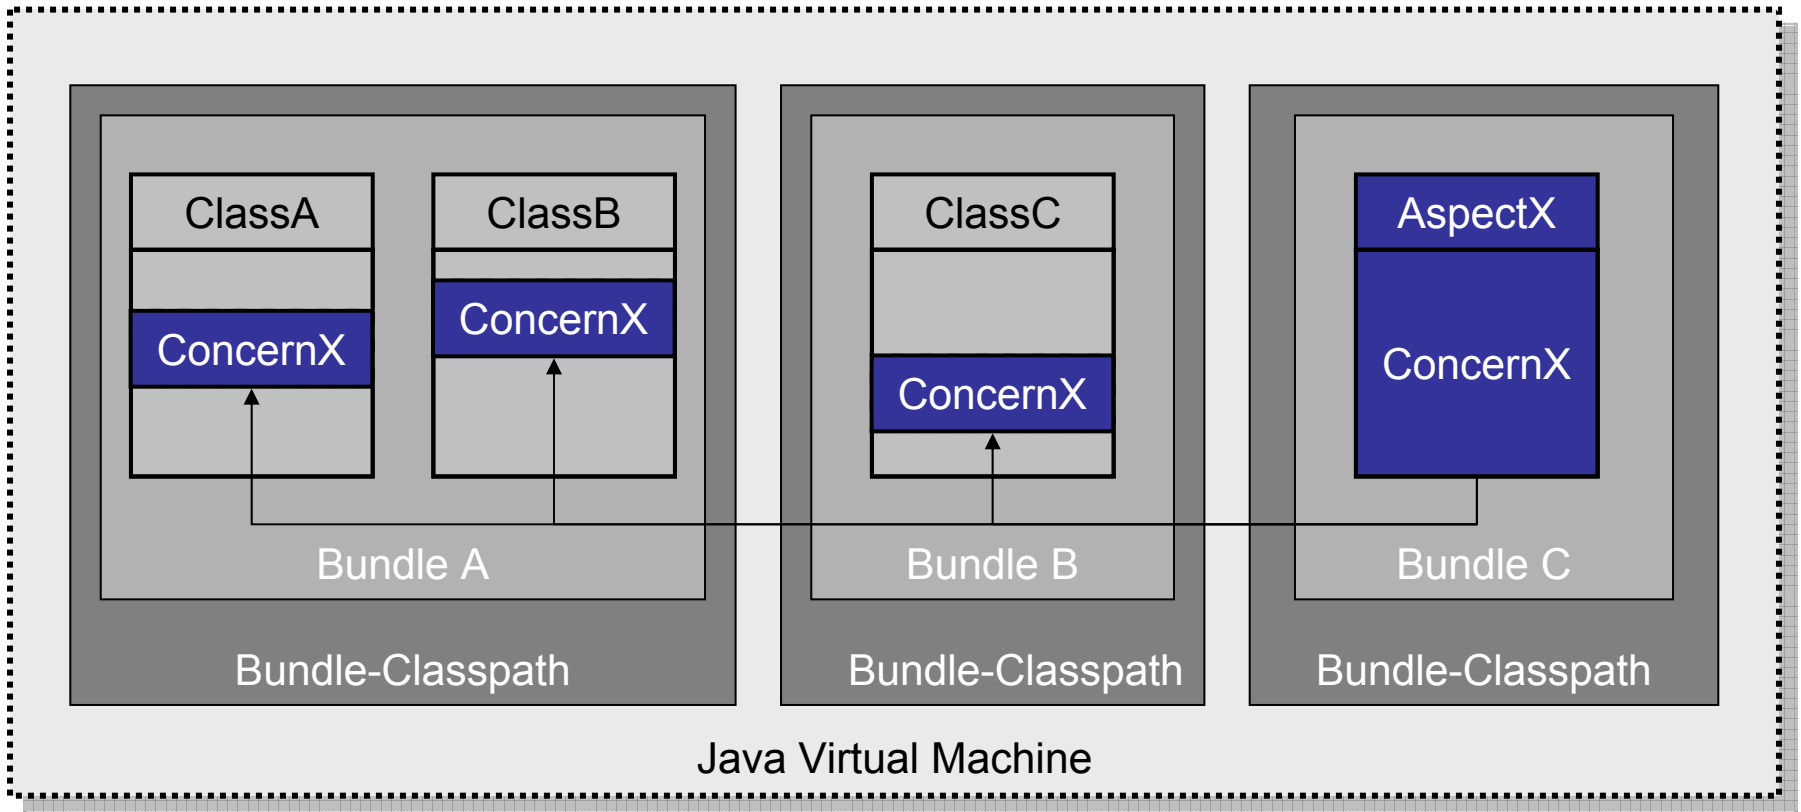 ClassA
ClassB
ClassC
AspectX
ConcernX
ConcernX
ConcernX
ConcernX
Bundle A
Bundle B
Bundle C
Bundle-Classpath
Bundle-Classpath
Bundle-Classpath
Java Virtual Machine